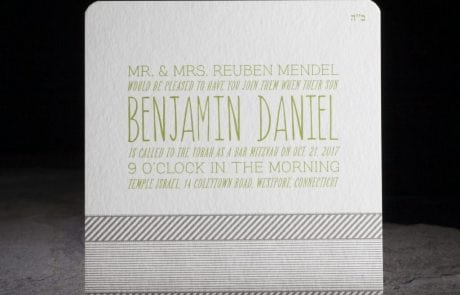 ב"ה
MR. & MRS. REUBEN MENDEL
WOULD BE PLEASED TO HAVE YOU JOIN THEM WHEN THEIR SON
BENJAMIN DANIEL
IS CALLED TO THE TORAH AS A BAR MITZVAH ON OCT. 21, 2017
9 O'CLOCK IN THE MORNING
TEMPLE ISRAEL, 14 COLEYTOWN ROAD, WESTPORT, CONNECTICUT